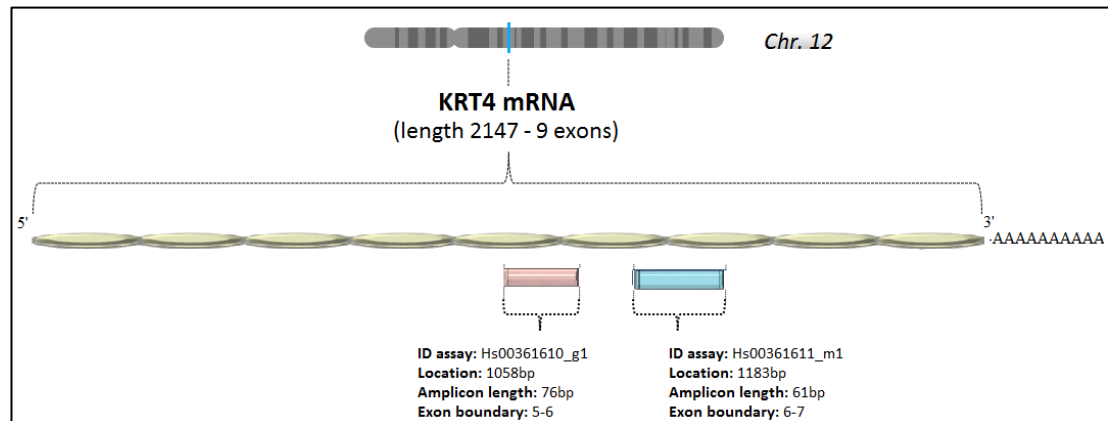 Chr. 12
KRT4 mRNA
(length 2147 - 9 exons)
5'
3'
-AAAAAAAAAA
ID assay: Hs00361610_g1
Location: 1058bp
Amplicon length: 76bp
Exon boundary: 5-6
ID assay: Hs00361611_m1
Location: 1183bp
Amplicon length: 61bp
Exon boundary: 6-7